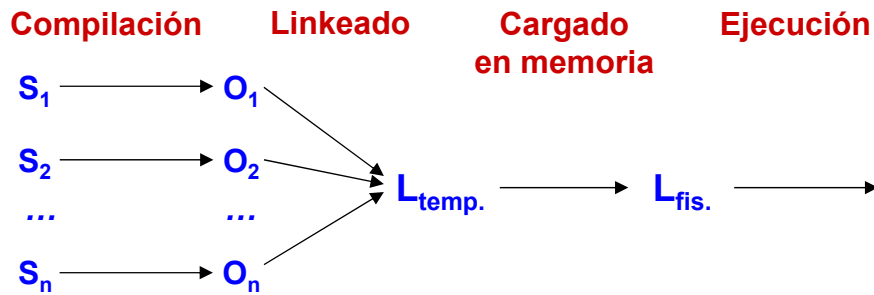 Compilación Linkeado Cargado en memoria Ejecución
S1 O1
S2 O2
... ...
Ltemp. Lfis.
Sn On